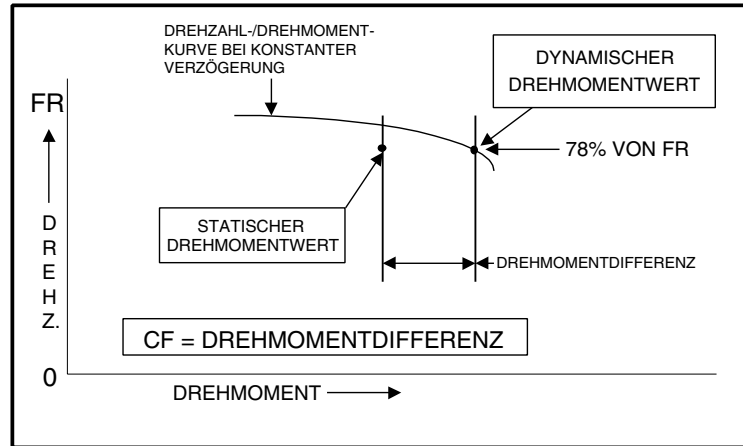 DREHZAHL-/DREHMOMENT-
KURVE BEI KONSTANTER
VERZÖGERUNG
DYNAMISCHER
DREHMOMENTWERT
FR
78% VON FR
STATISCHER
DREHMOMENTWERT
DREHZ.
DREHMOMENTDIFFERENZ
CF = DREHMOMENTDIFFERENZ
0
DREHMOMENT